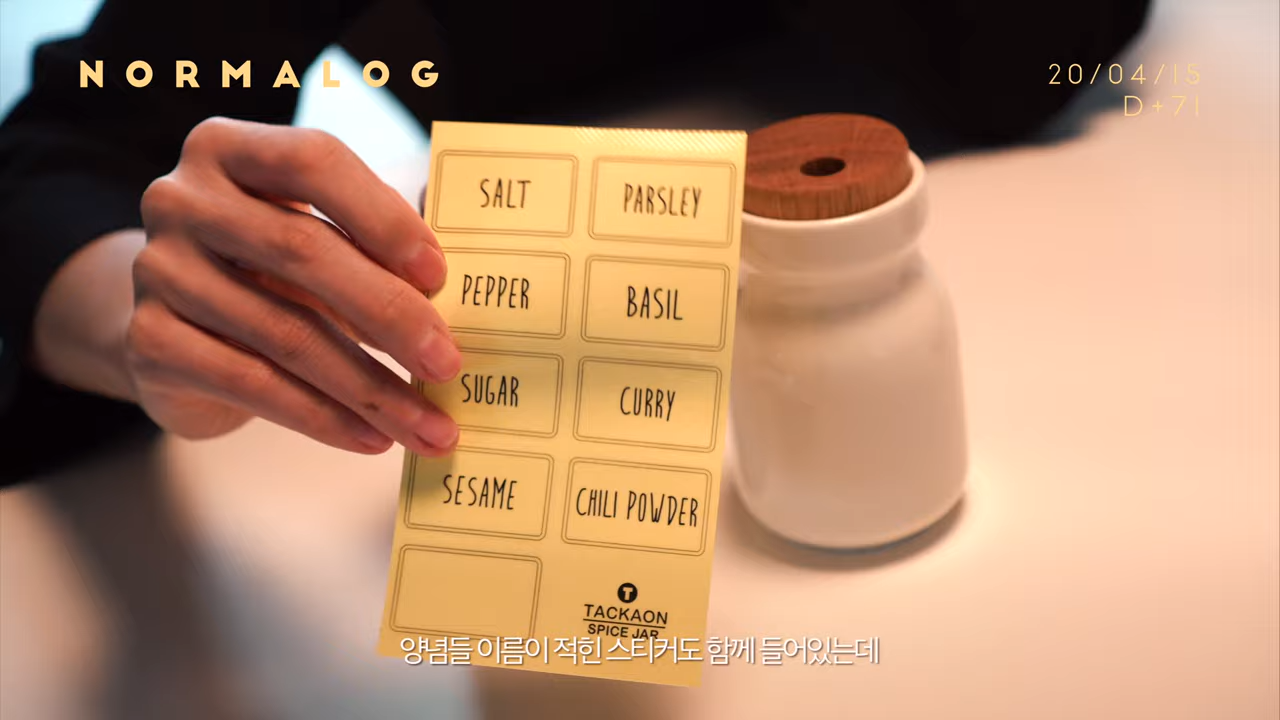 NORMALOG
20/04/15
D+71
SALT
PARSLEY
PEPPER
BASIL
SUGAR
CURRY
SESAME
CHILI POWDER
T
TACKAON
SPICE JAR
양념들 이름이 적힌 스티커도 함께 들어있는데